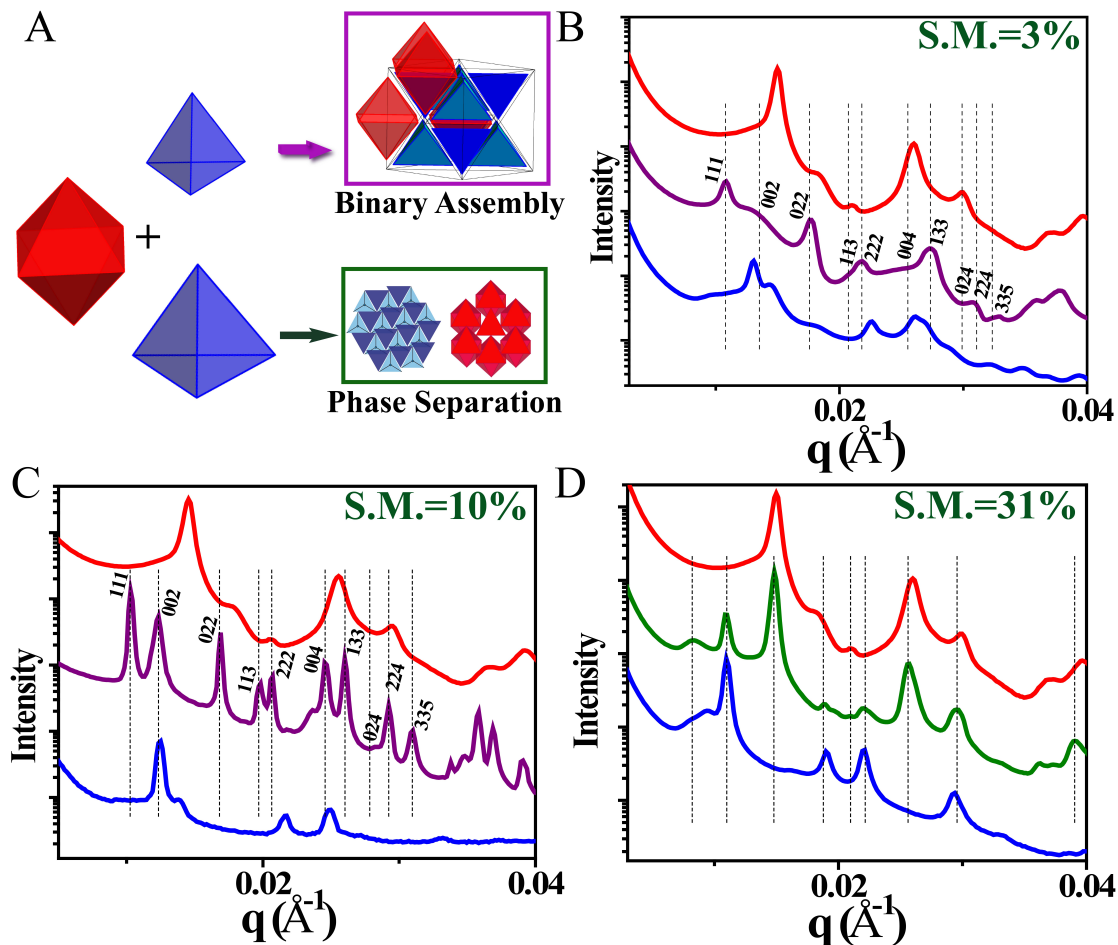 A
+
Binary Assembly
Phase Separation
B
S.M.=3%
Intensity
111
002
022
113
222
004
133
024
224
335
0.02
0.04
q (Å-1)
C
S.M.=10%
Intensity
111
002
022
113
222
004
133
024
224
335
0.02
0.04
q (Å-1)
D
S.M.=31%
Intensity
0.02
0.04
q (Å-1)